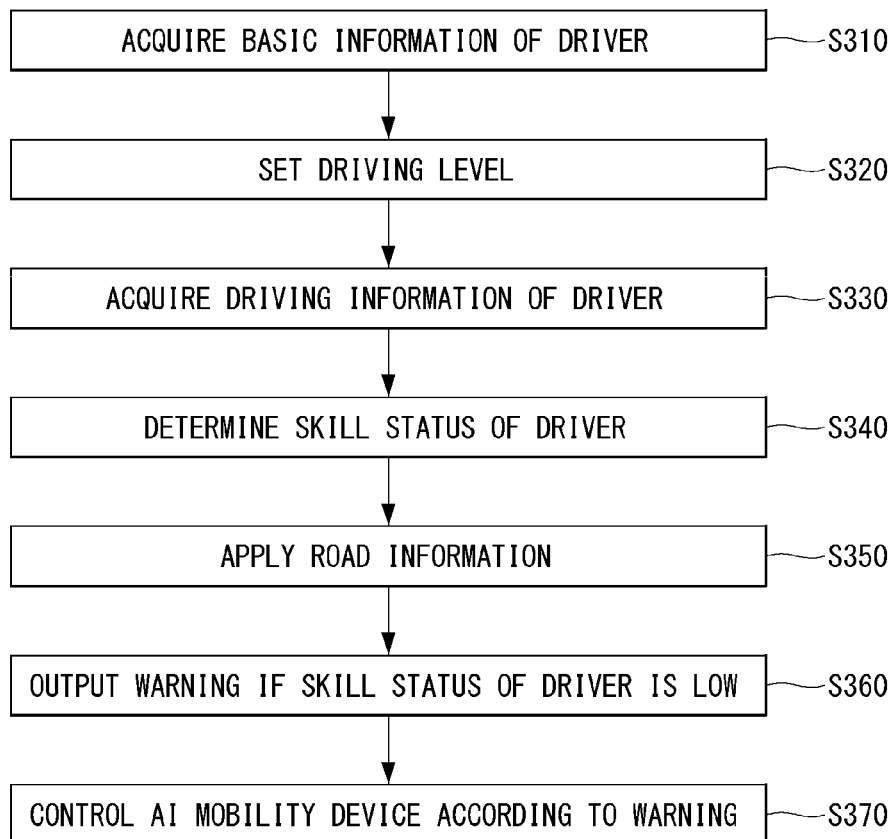 ACQUIRE BASIC INFORMATION OF DRIVER S310
SET DRIVING LEVEL S320
ACQUIRE DRIVING INFORMATION OF DRIVER S330
DETERMINE SKILL STATUS OF DRIVER S340
APPLY ROAD INFORMATION S350
OUTPUT WARNING IF SKILL STATUS OF DRIVER IS LOW S360
CONTROL AI MOBILITY DEVICE ACCORDING TO WARNING S370